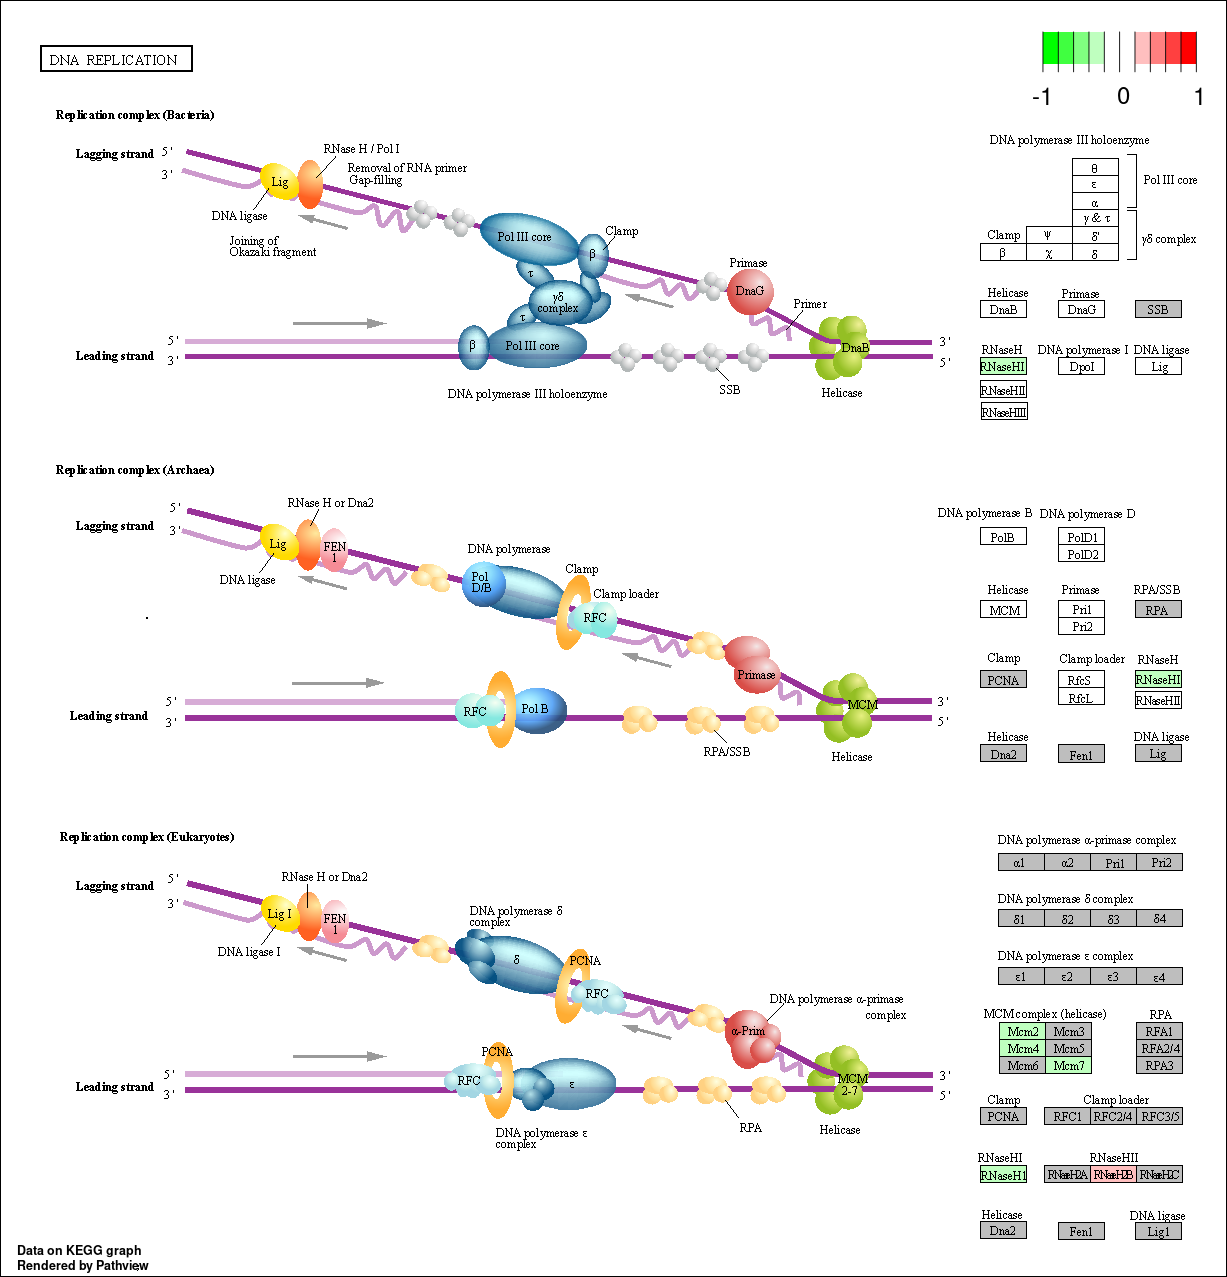 DNA REPLICATION
-1 0 1
Replication complex (Bacteria)
Lagging strand 5'
3'
RNase H / Pol I
Removal of RNA primer
Gap-filling
Lig
DNA ligase
Joining of
Okazaki fragment
Pol III core
Clamp
β
τ
γδ
complex
τ
Primase
DnaG
Primer
DnaB
β
Pol III core
Leading strand 3'
3'
5'
SSB
Helicase
DNA polymerase III holoenzyme
DNA polymerase III holoenzyme
θ
ε
α
Pol III core
γ & τ
Clamp ψ δ'
β χ δ
γδ complex
Helicase Primase
DnaB DnaG SSB
RNaseH DNA polymerase I DNA ligase
RNaseHI DpoI Lig
RNaseHII
RNaseHIII
Replication complex (Archaea)
Lagging strand 5'
3'
RNase H or Dna2
Lig
FEN
1
DNA ligase
DNA polymerase
Pol
D/B
Clamp
Clamp loader
RFC
Primase
MCM
RFC
Pol B
Leading strand 3'
3'
5'
RPA/SSB
Helicase
DNA polymerase B DNA polymerase D
PolB PolD1
PolD2
Helicase Primase RPA/SSB
MCM Pri1 RPA
Pri2
Clamp Clamp loader RNaseH
PCNA RfcS RNaseHI
RfcL RNaseHII
Helicase DNA ligase
Dna2 Fen1 Lig
Replication complex (Eukaryotes)
Lagging strand 5'
3'
RNase H or Dna2
Lig I
FEN
1
DNA ligase I
DNA polymerase δ
complex
δ
PCNA
RFC
DNA polymerase α-primase
complex
α-Prim
MCM
2-7
PCNA
RFC
ε
Leading strand 3'
3'
5'
DNA polymerase ε
complex
RPA
Helicase
DNA polymerase α-primase complex
α1 α2 Pri1 Pri2
DNA polymerase δ complex
δ1 δ2 δ3 δ4
DNA polymerase ε complex
ε1 ε2 ε3 ε4
MCM complex (helicase) RPA
Mcm2 Mcm3 RFA1
Mcm4 Mcm5 RFA2/4
Mcm6 Mcm7 RPA3
Clamp Clamp loader
PCNA RFC1 RFC2/4 RFC3/5
RNaseHI RNaseHII
RNaseH1 RNaseH2A RNaseH2B RNaseH2C
Helicase DNA ligase
Dna2 Fen1 Lig1
Data on KEGG graph
Rendered by Pathview